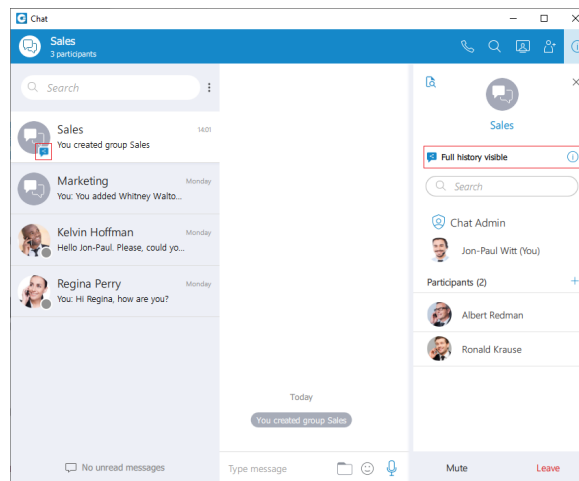 Chat
Sales
3 participants
Search
Sales
14:01
You created group Sales
Marketing
Monday
You: You added Whitney Walto...
Kelvin Hoffman
Monday
Hello Jon-Paul. Please, could yo...
Regina Perry
Monday
You: Hi Regina, how are you?
No unread messages
Today
You created group Sales
Type message
Sales
Full history visible
Search
Chat Admin
Jon-Paul Witt (You)
Participants (2)
Albert Redman
Ronald Krause
Mute
Leave